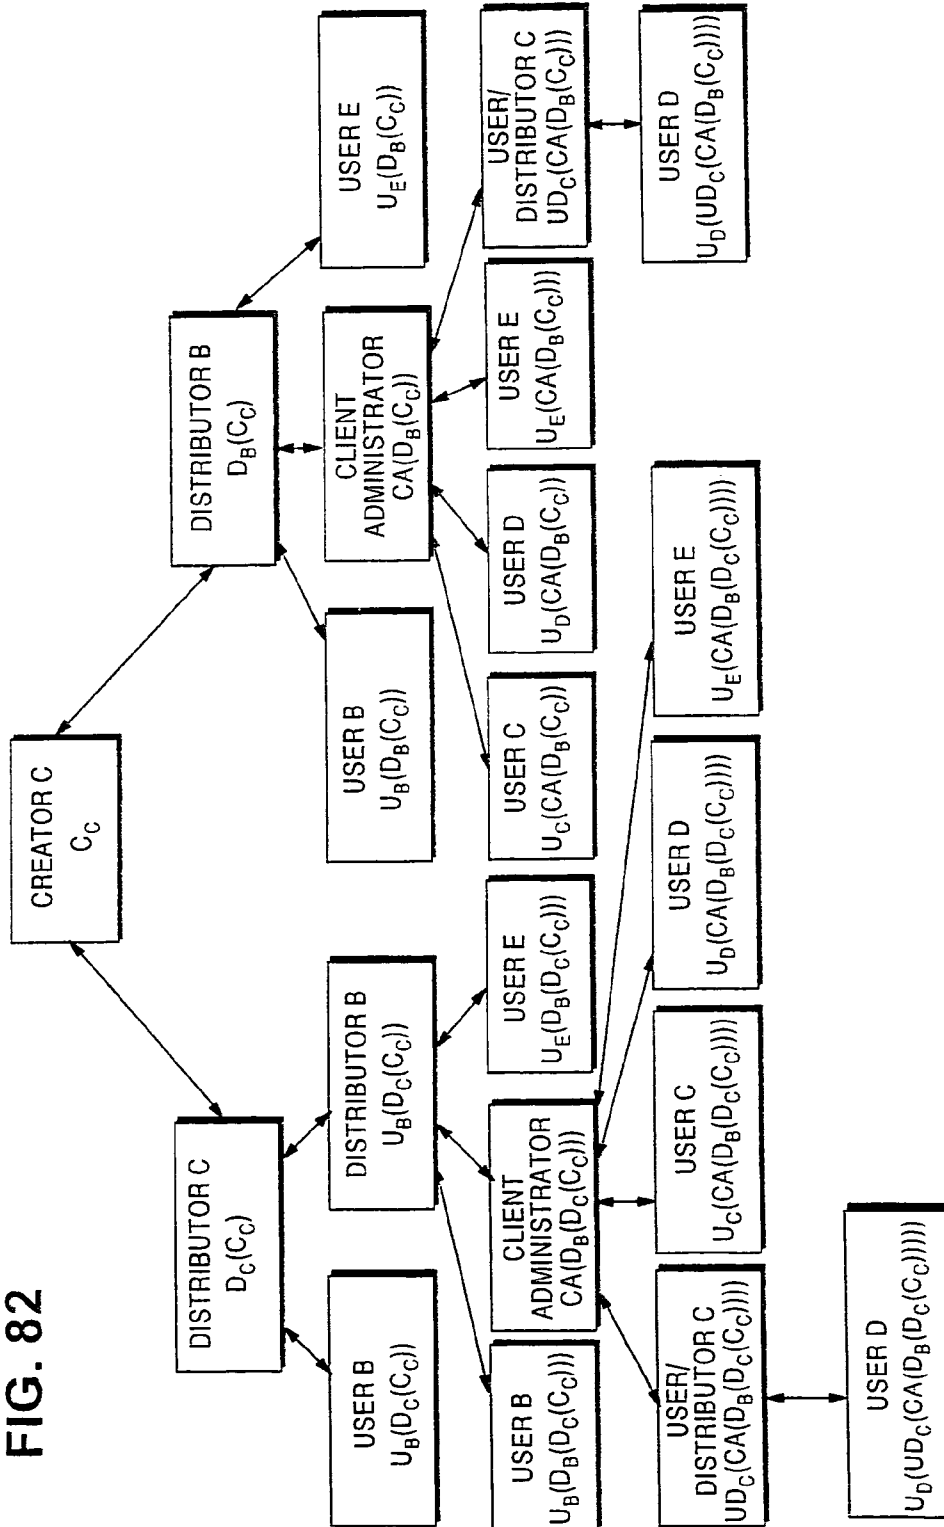 FIG. 82
CREATOR C
C_C
DISTRIBUTOR C
D_C(C_C)
DISTRIBUTOR B
D_B(C_C)
USER B
U_B(D_C(C_C))
DISTRIBUTOR B
U_B(D_C(C_C))
USER B
U_B(D_B(C_C))
CLIENT
ADMINISTRATOR
CA(D_B(C_C))
USER E
U_E(D_B(C_C))
USER B
U_B(D_B(D_C(C_C)))
CLIENT
ADMINISTRATOR
CA(D_B(D_C(C_C)))
USER E
U_E(D_B(D_C(C_C)))
USER C
U_C(CA(D_B(C_C))
USER D
U_D(CA(D_B(C_C))
USER E
U_E(CA(D_B(C_C)))
USER/
DISTRIBUTOR C
UD_C(CA(D_B(C_C)))
USER/
DISTRIBUTOR C
UD_C(CA(D_B(D_C(C_C))))
USER C
U_C(CA(D_B(D_C(C_C))))
USER D
U_D(CA(D_B(D_C(C_C))))
USER E
U_E(CA(D_B(D_C(C_C))))
USER D
U_D(UD_C(CA(D_B(C_C))))
USER D
U_D(UD_C(CA(D_B(D_C(C_C)))))